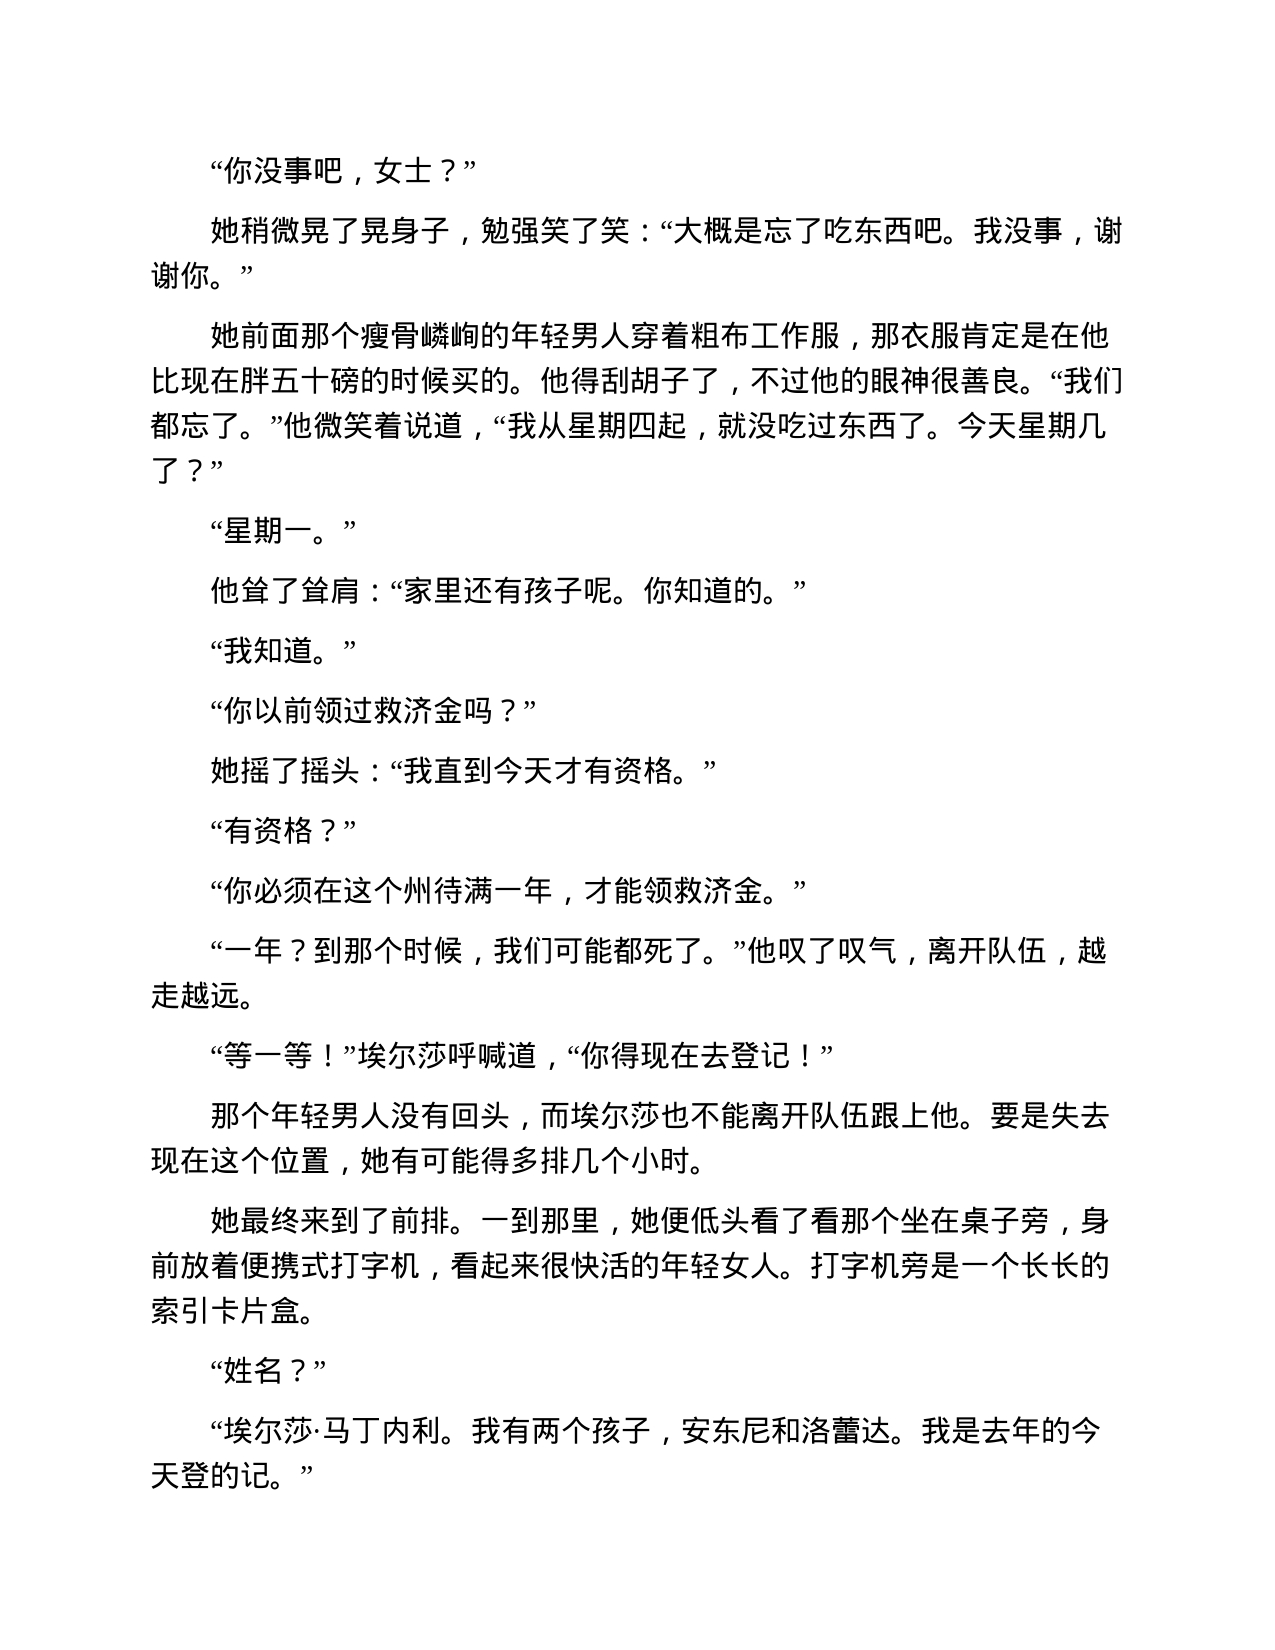 “你没事吧，女士？”
她稍微晃了晃身子，勉强笑了笑：“大概是忘了吃东西吧。我没事，谢
谢你。”
她前面那个瘦骨嶙峋的年轻男人穿着粗布工作服，那衣服肯定是在他
比现在胖五十磅的时候买的。他得刮胡子了，不过他的眼神很善良。“我们
都忘了。”他微笑着说道，“我从星期四起，就没吃过东西了。今天星期几
了？”
“星期一。”
他耸了耸肩：“家里还有孩子呢。你知道的。”
“我知道。”
“你以前领过救济金吗？”
她摇了摇头：“我直到今天才有资格。”
“有资格？”
“你必须在这个州待满一年，才能领救济金。”
“一年？到那个时候，我们可能都死了。”他叹了叹气，离开队伍，越
走越远。
“等一等！”埃尔莎呼喊道，“你得现在去登记！”
那个年轻男人没有回头，而埃尔莎也不能离开队伍跟上他。要是失去
现在这个位置，她有可能得多排几个小时。
她最终来到了前排。一到那里，她便低头看了看那个坐在桌子旁，身
前放着便携式打字机，看起来很快活的年轻女人。打字机旁是一个长长的
索引卡片盒。
“姓名？”
“埃尔莎·马丁内利。我有两个孩子，安东尼和洛蕾达。我是去年的今
天登的记。”